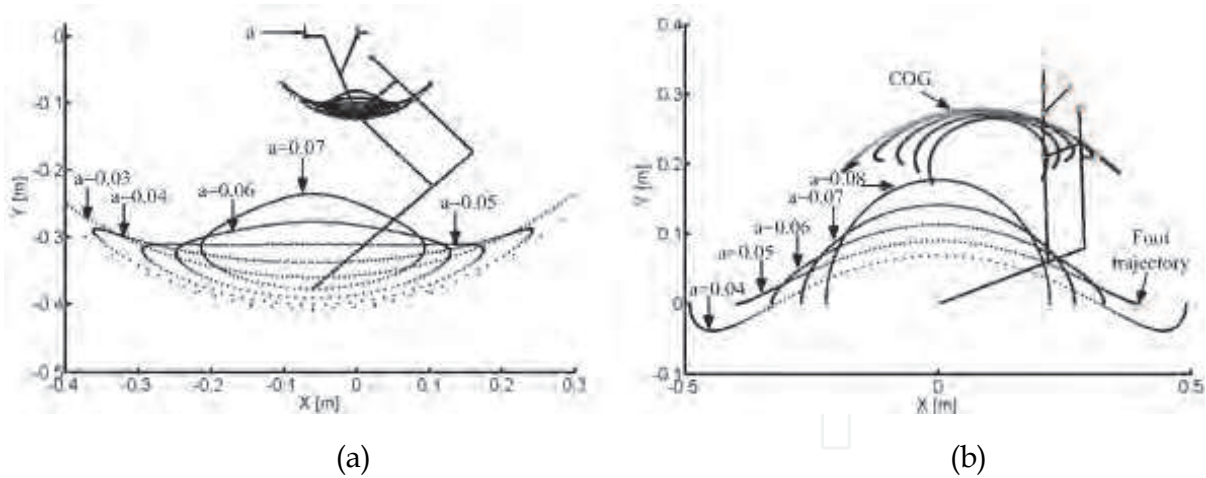 a
0
-0.1
-0.2
-0.3
-0.4
-0.5
Y [m]
a=0.07
a=0.03
a=0.04
a=0.06
a=0.05
-0.4 -0.3 -0.2 -0.1 0 0.1 0.2 0.3
X [m]
(a)
0.4
0.3
0.2
0.1
0
-0.1
Y [m]
COG
a=0.08
a=0.07
a=0.06
a=0.05
a=0.04
Foot
trajectory
-0.5 0 0.5
X [m]
(b)